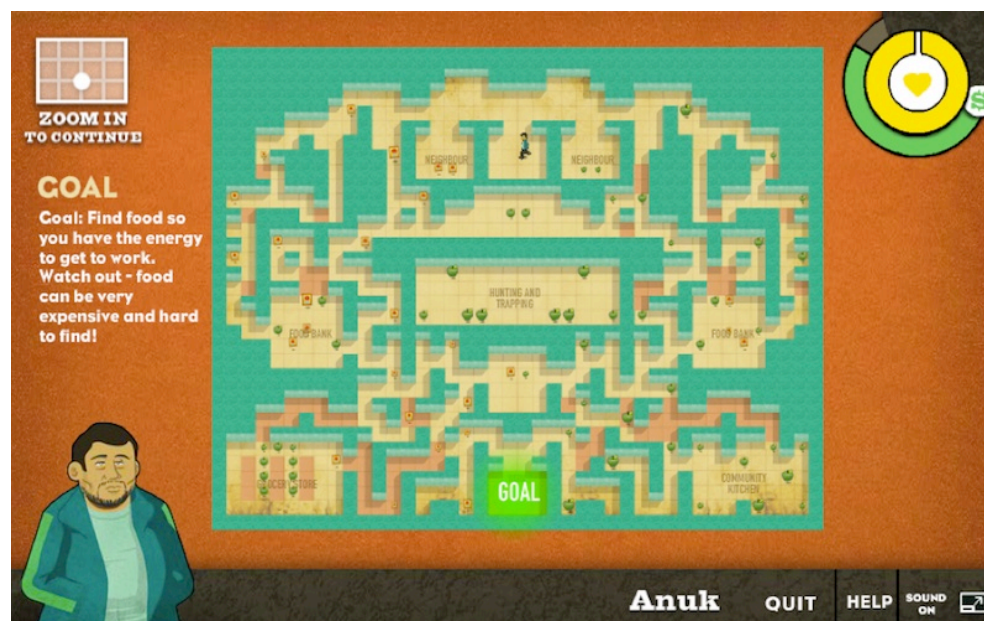 ZOOM IN
TO CONTINUE
GOAL
Goal: Find food so
you have the energy
to get to work.
Watch out - food
can be very
expensive and hard
to find!
NEIGHBOUR
NEIGHBOUR
HUNTING AND
TRAPPING
FOOD BANK
FOOD BANK
GROCERY STORE
GOAL
COMMUNITY
KITCHEN
$
Anuk
QUIT
HELP
SOUND
ON